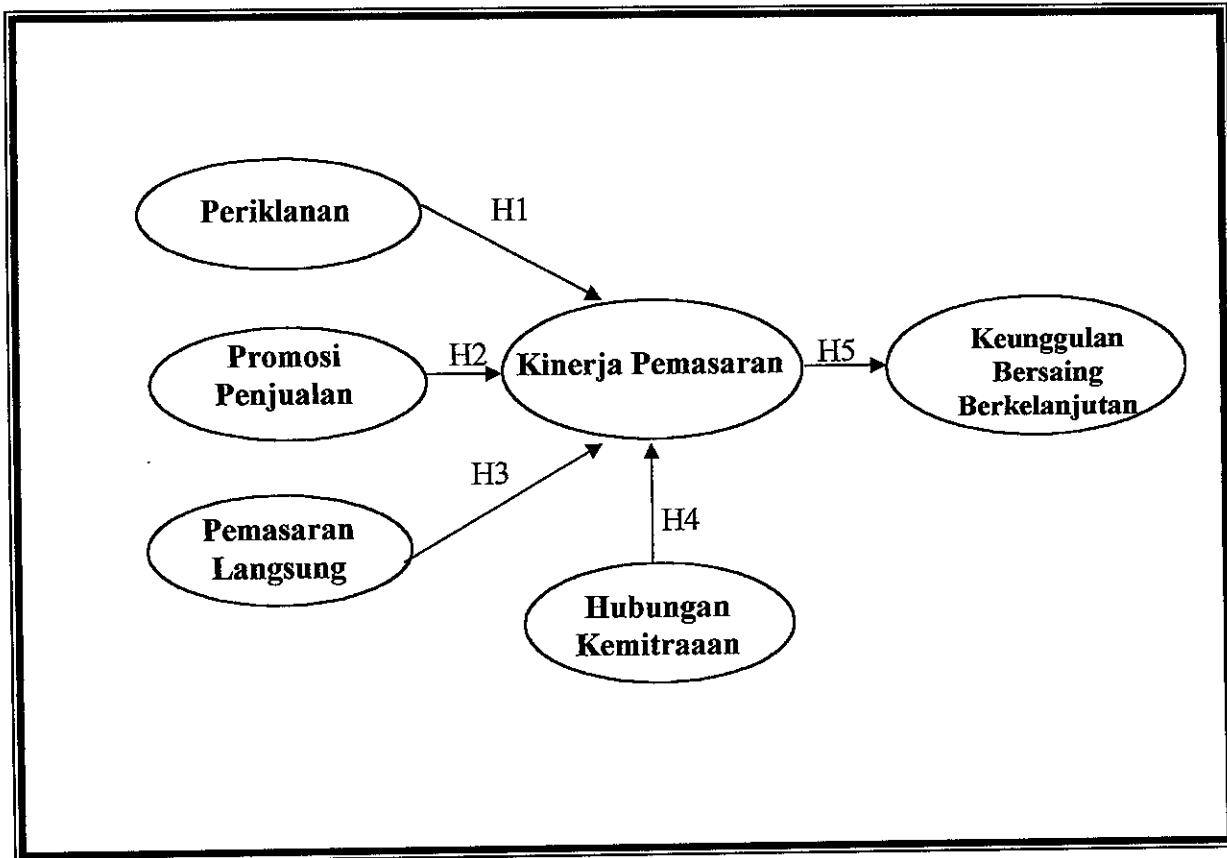 Periklanan
H1
Promosi
Penjualan
H2
Kinerja Pemasaran
H5
Keunggulan
Bersaing
Berkelanjutan
H3
Pemasaran
Langsung
H4
Hubungan
Kemitraaan